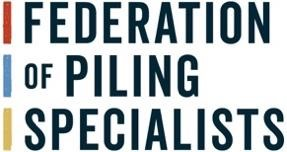 FEDERATION
OF PILING
SPECIALISTS